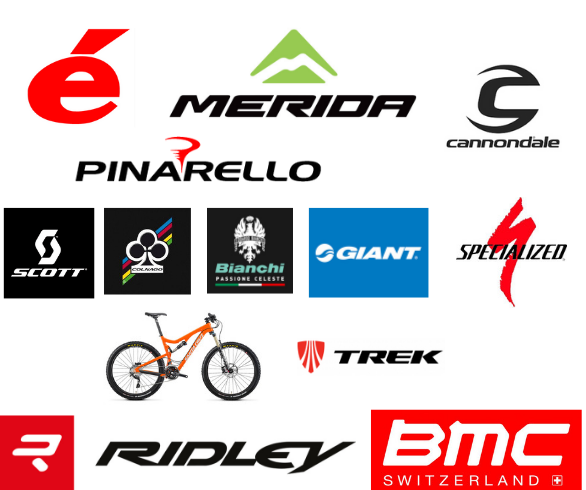 é
MERIDA
cannondale
PINARELLO
SCOTT
COLNAGO
Bianchi
PASSIONE CELESTE
GIANT
SPECIALIZED
TREK
RIDLEY
BMC
SWITZERLAND